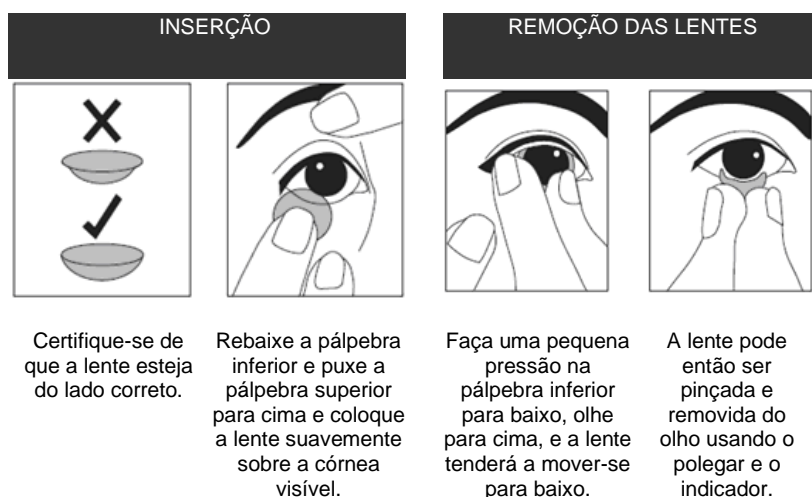 INSERÇÃO
Certifique-se de
que a lente esteja
do lado correto.
Rebaixe a pálpebra
inferior e puxe a
pálpebra superior
para cima e coloque
a lente suavemente
sobre a córnea
visível.
REMOÇÃO DAS LENTES
Faça uma pequena
pressão na
pálpebra inferior
para baixo, olhe
para cima, e a lente
tenderá a mover-se
para baixo.
A lente pode
então ser
pinçada e
removida do
olho usando o
polegar e o
indicador.